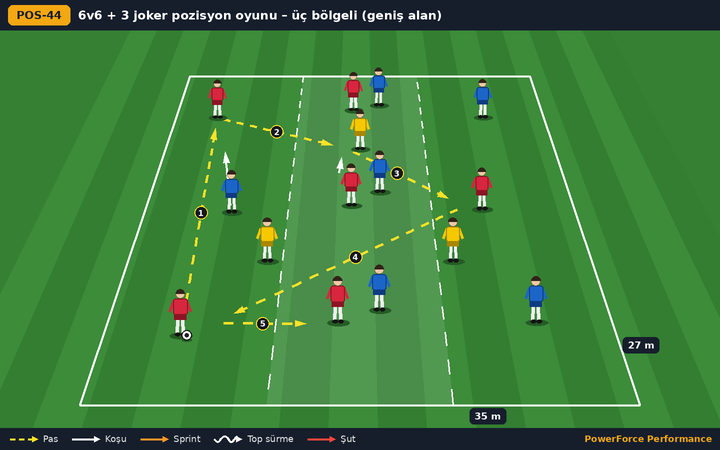 POS-44 6v6 + 3 joker pozisyon oyunu – üç bölgeli (geniş alan)
2
3
1
4
5
27 m
35 m
Pas Koşu Sprint Top sürme Şut PowerForce Performance